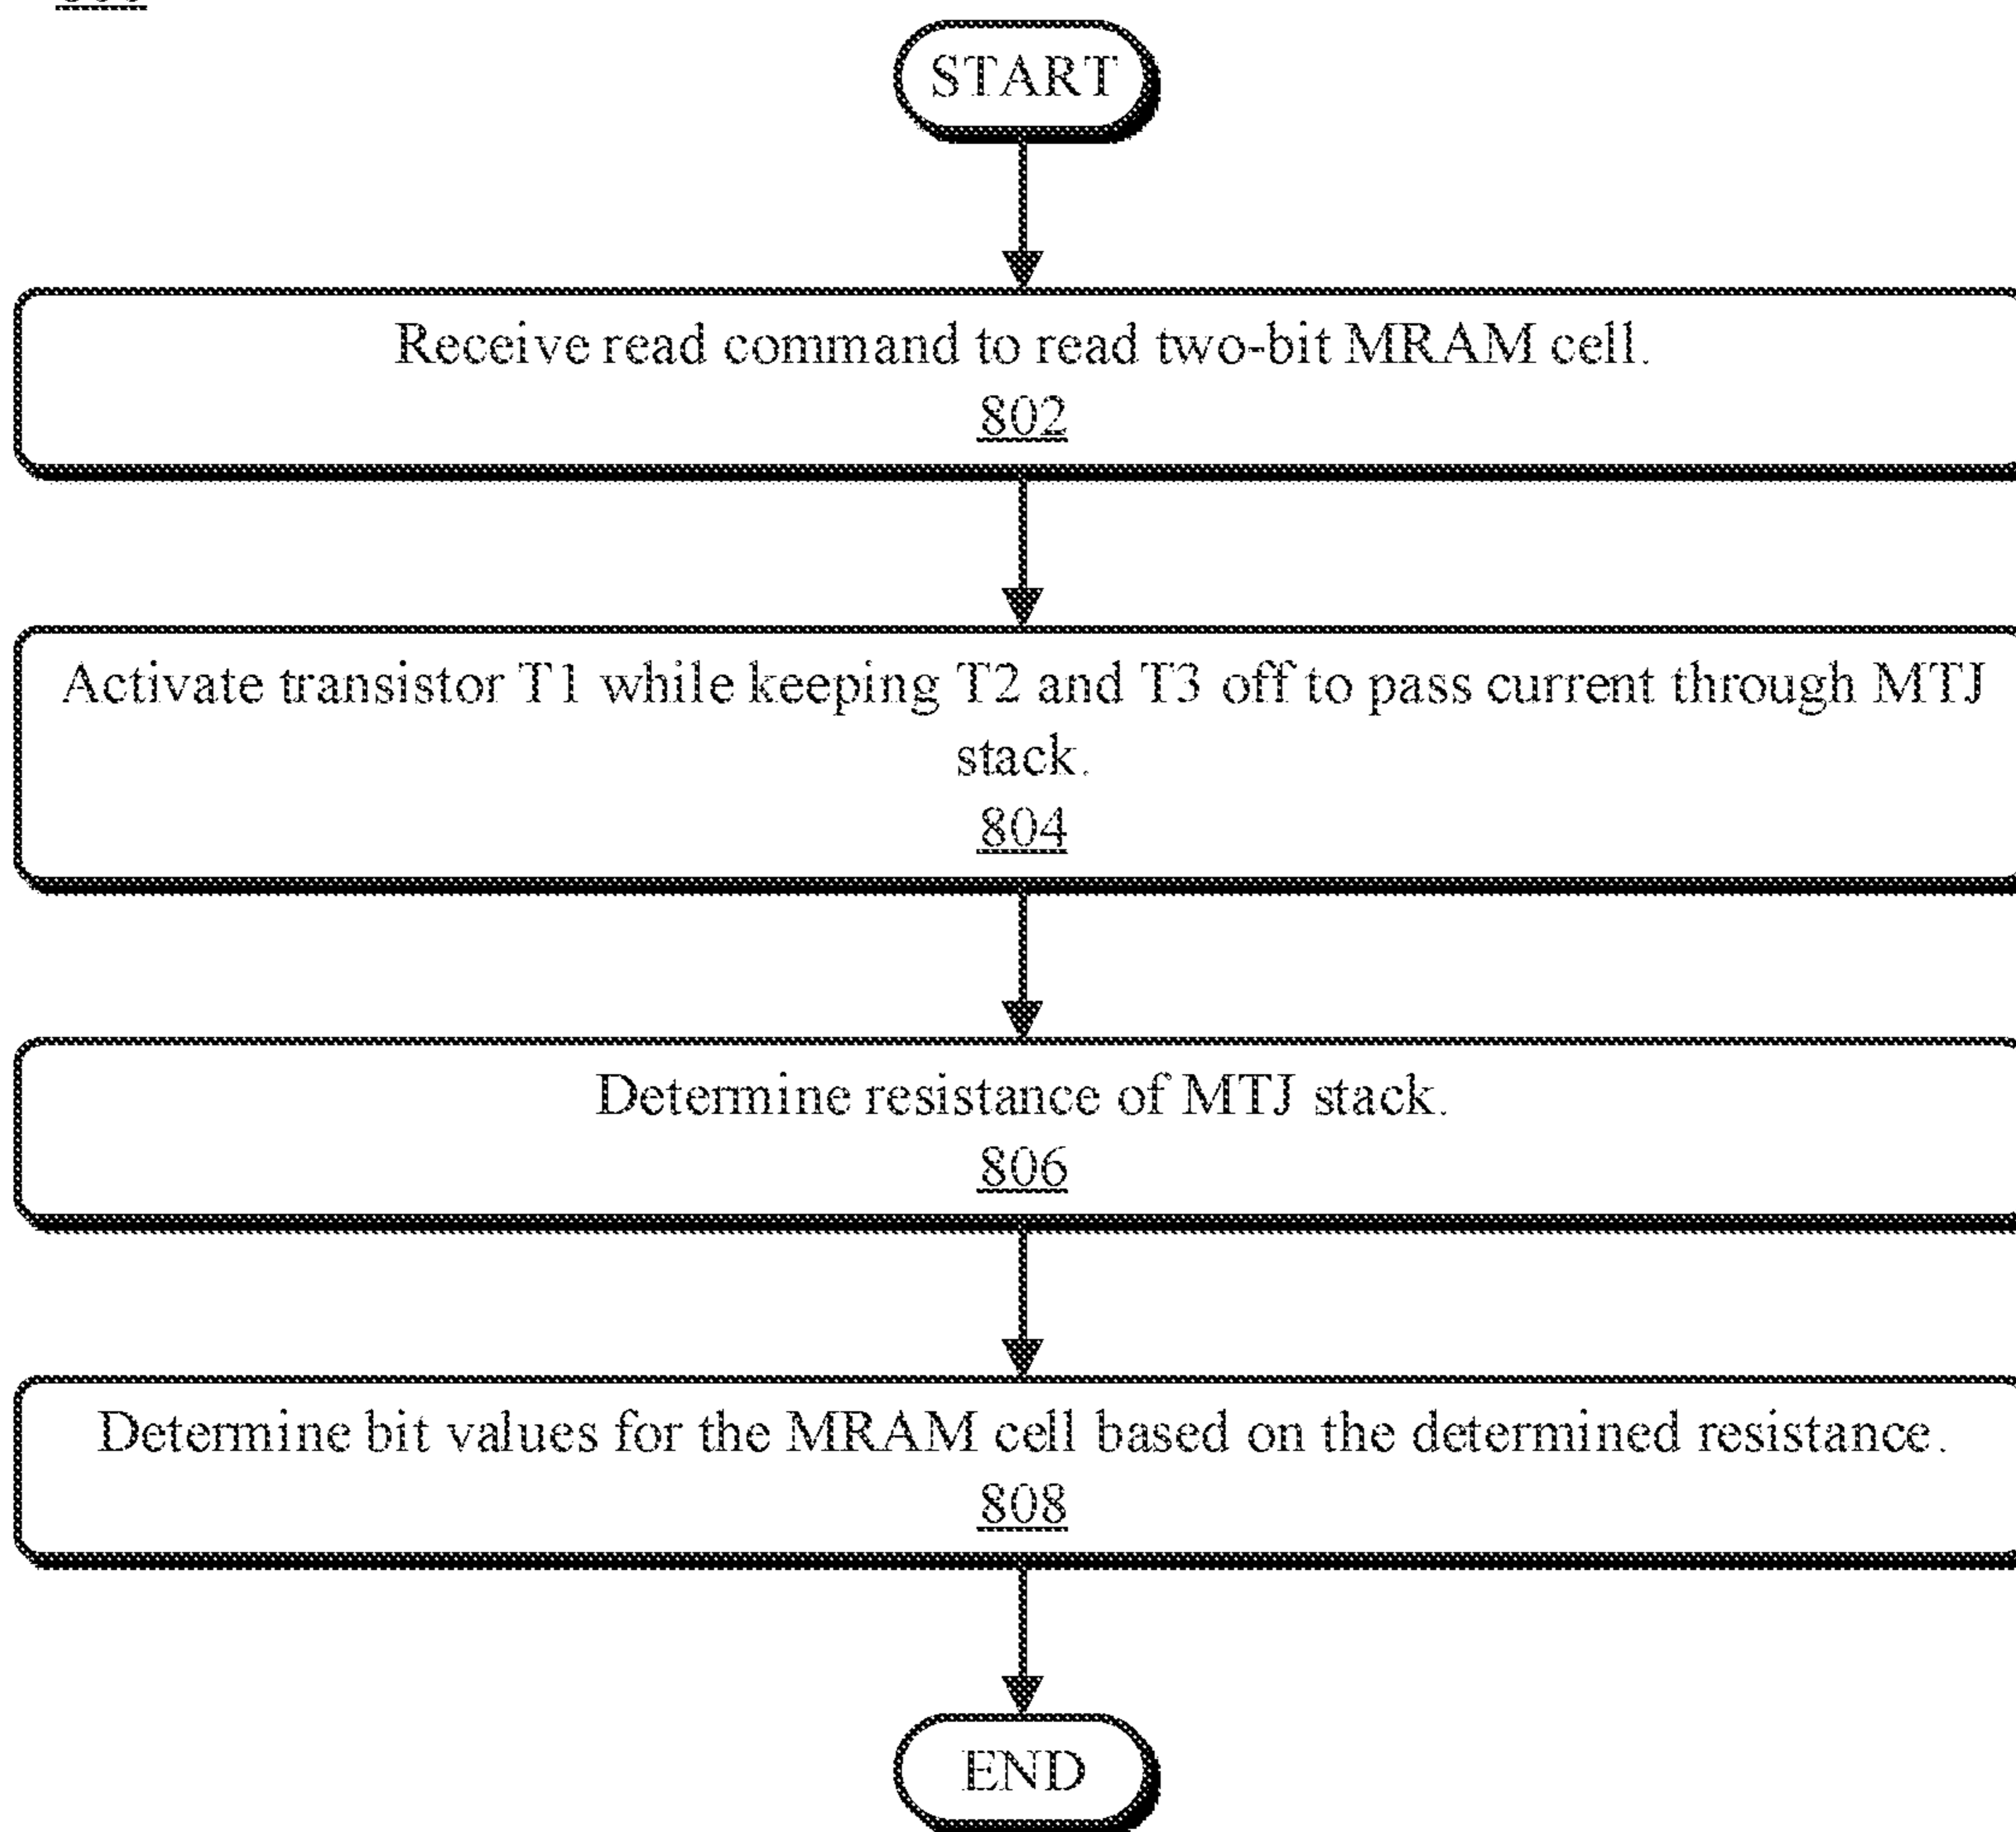 START
Receive read command to read two-bit MRAM cell.
802
Activate transistor T1 while keeping T2 and T3 off to pass current through MTJ
stack.
804
Determine resistance of MTJ stack.
806
Determine bit values for the MRAM cell based on the determined resistance.
808
END